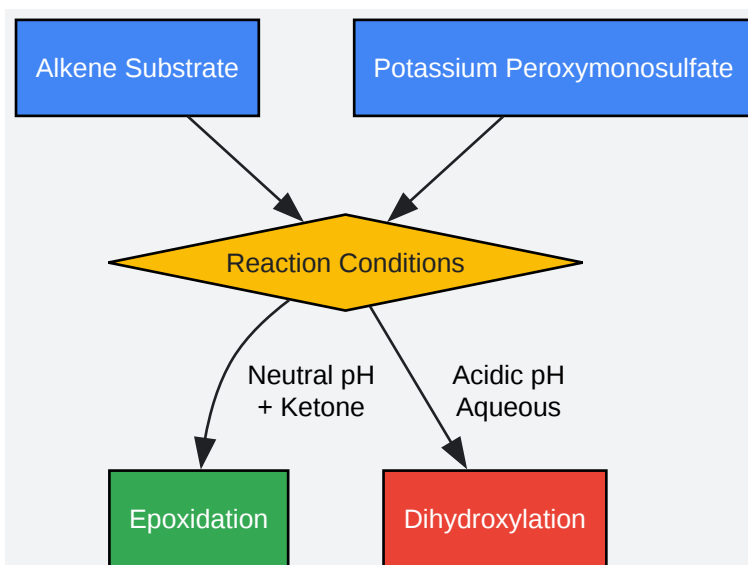 Alkene Substrate
Potassium Peroxymonosulfate
Reaction Conditions
Neutral pH
+ Ketone
Acidic pH
Aqueous
Epoxidation
Dihydroxylation